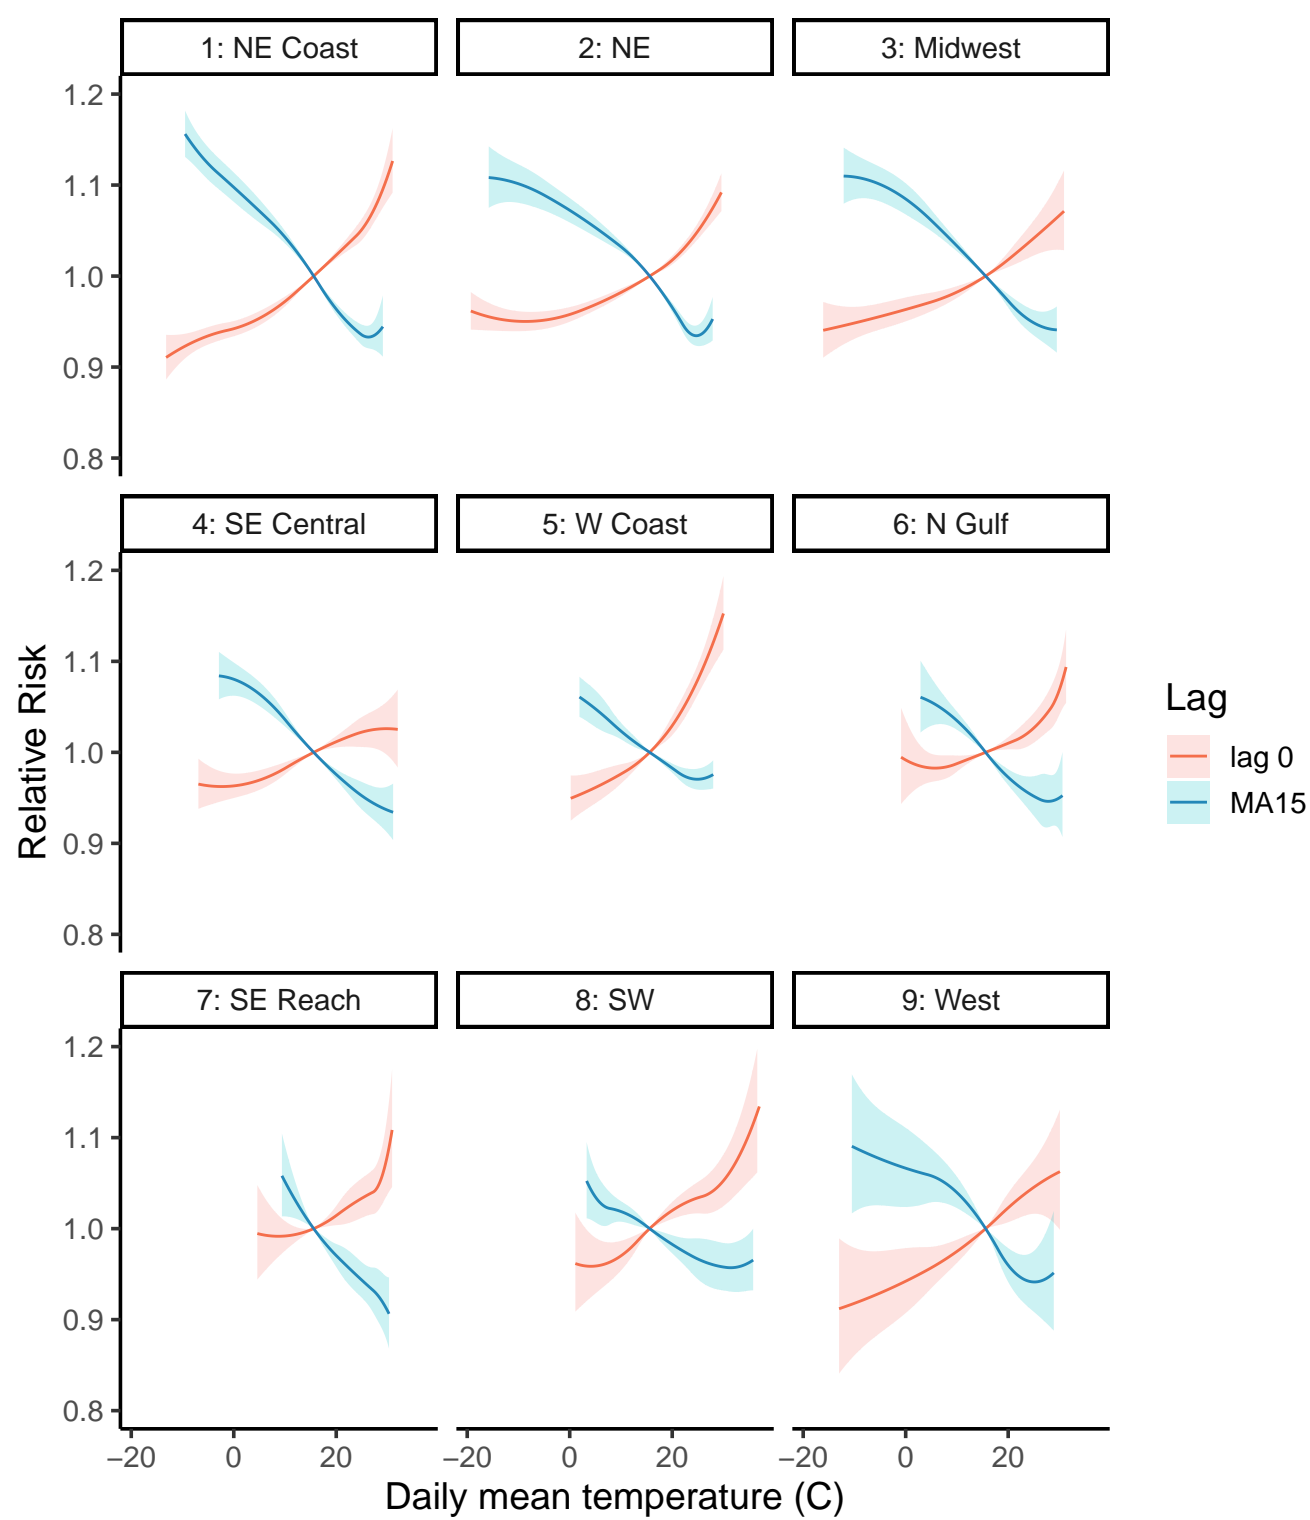 1: NE Coast
2: NE
3: Midwest
1.2
1.1
1.0
0.9
0.8
4: SE Central
5: W Coast
6: N Gulf
1.2
1.1
1.0
0.9
0.8
Relative Risk
Lag
lag 0
MA15
7: SE Reach
8: SW
9: West
1.2
1.1
1.0
0.9
0.8
−20 0 20 −20 0 20 −20 0 20
Daily mean temperature (C)